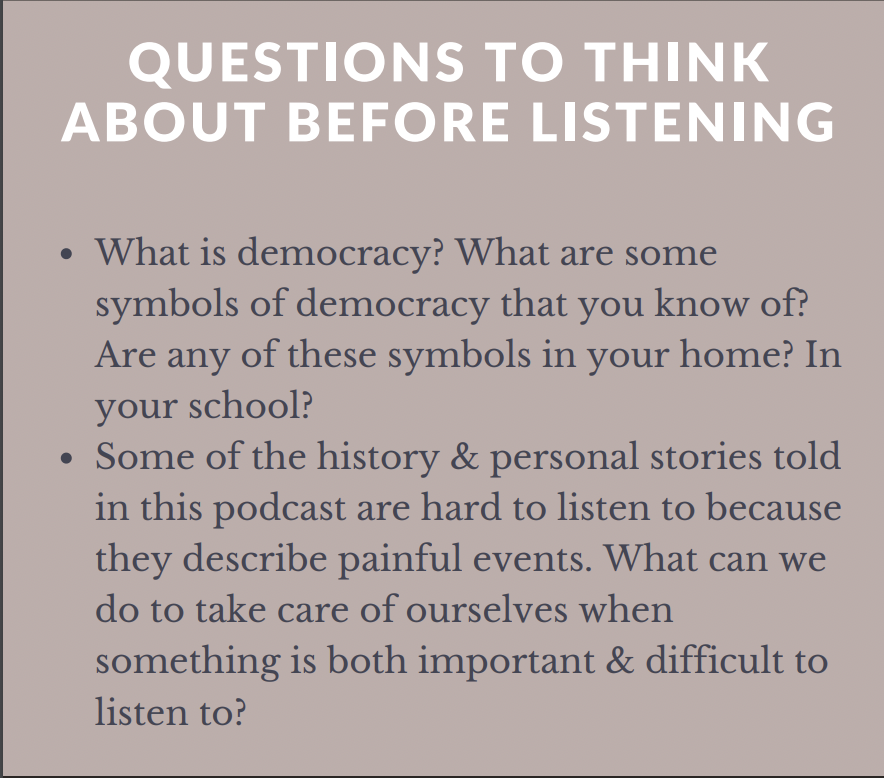 QUESTIONS TO THINK
ABOUT BEFORE LISTENING
• What is democracy? What are some
symbols of democracy that you know of?
Are any of these symbols in your home? In
your school?
• Some of the history & personal stories told
in this podcast are hard to listen to because
they describe painful events. What can we
do to take care of ourselves when
something is both important & difficult to
listen to?